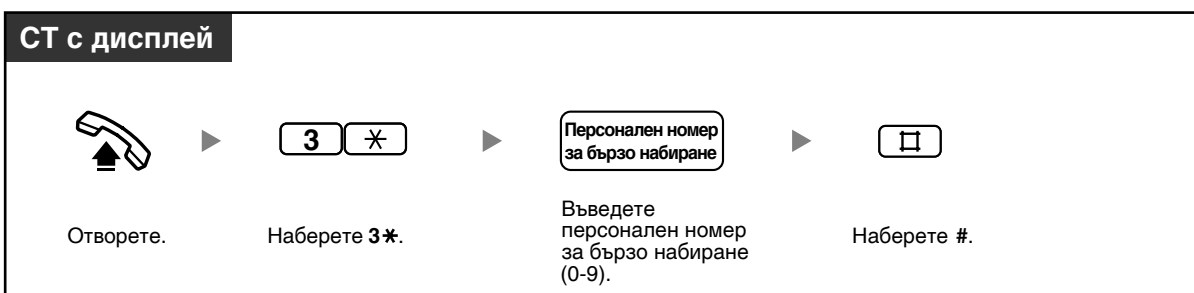 СТ с дисплей
3 ✳
Персонален номер
за бързо набиране
#
Отворете.
Наберете 3✳.
Въведете
персонален номер
за бързо набиране
(0-9).
Наберете #.